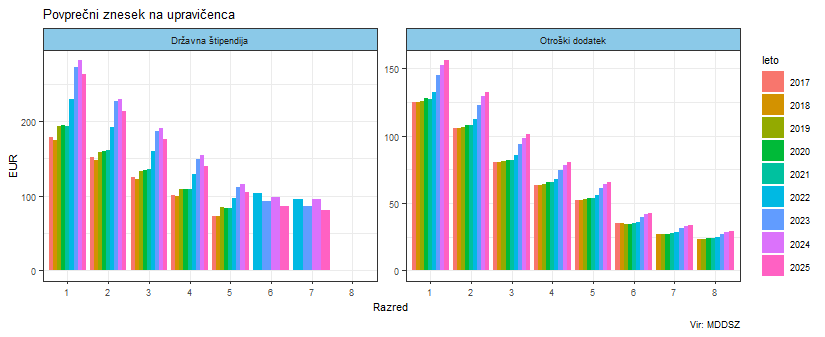 Povprečni znesek na upravičenca
Državna štipendija
Otroški dodatek
EUR
200
100
0
150
100
50
0
1 2 3 4 5 6 7 8
1 2 3 4 5 6 7 8
Razred
leto
2017
2018
2019
2020
2021
2022
2023
2024
2025
Vir: MDDSZ